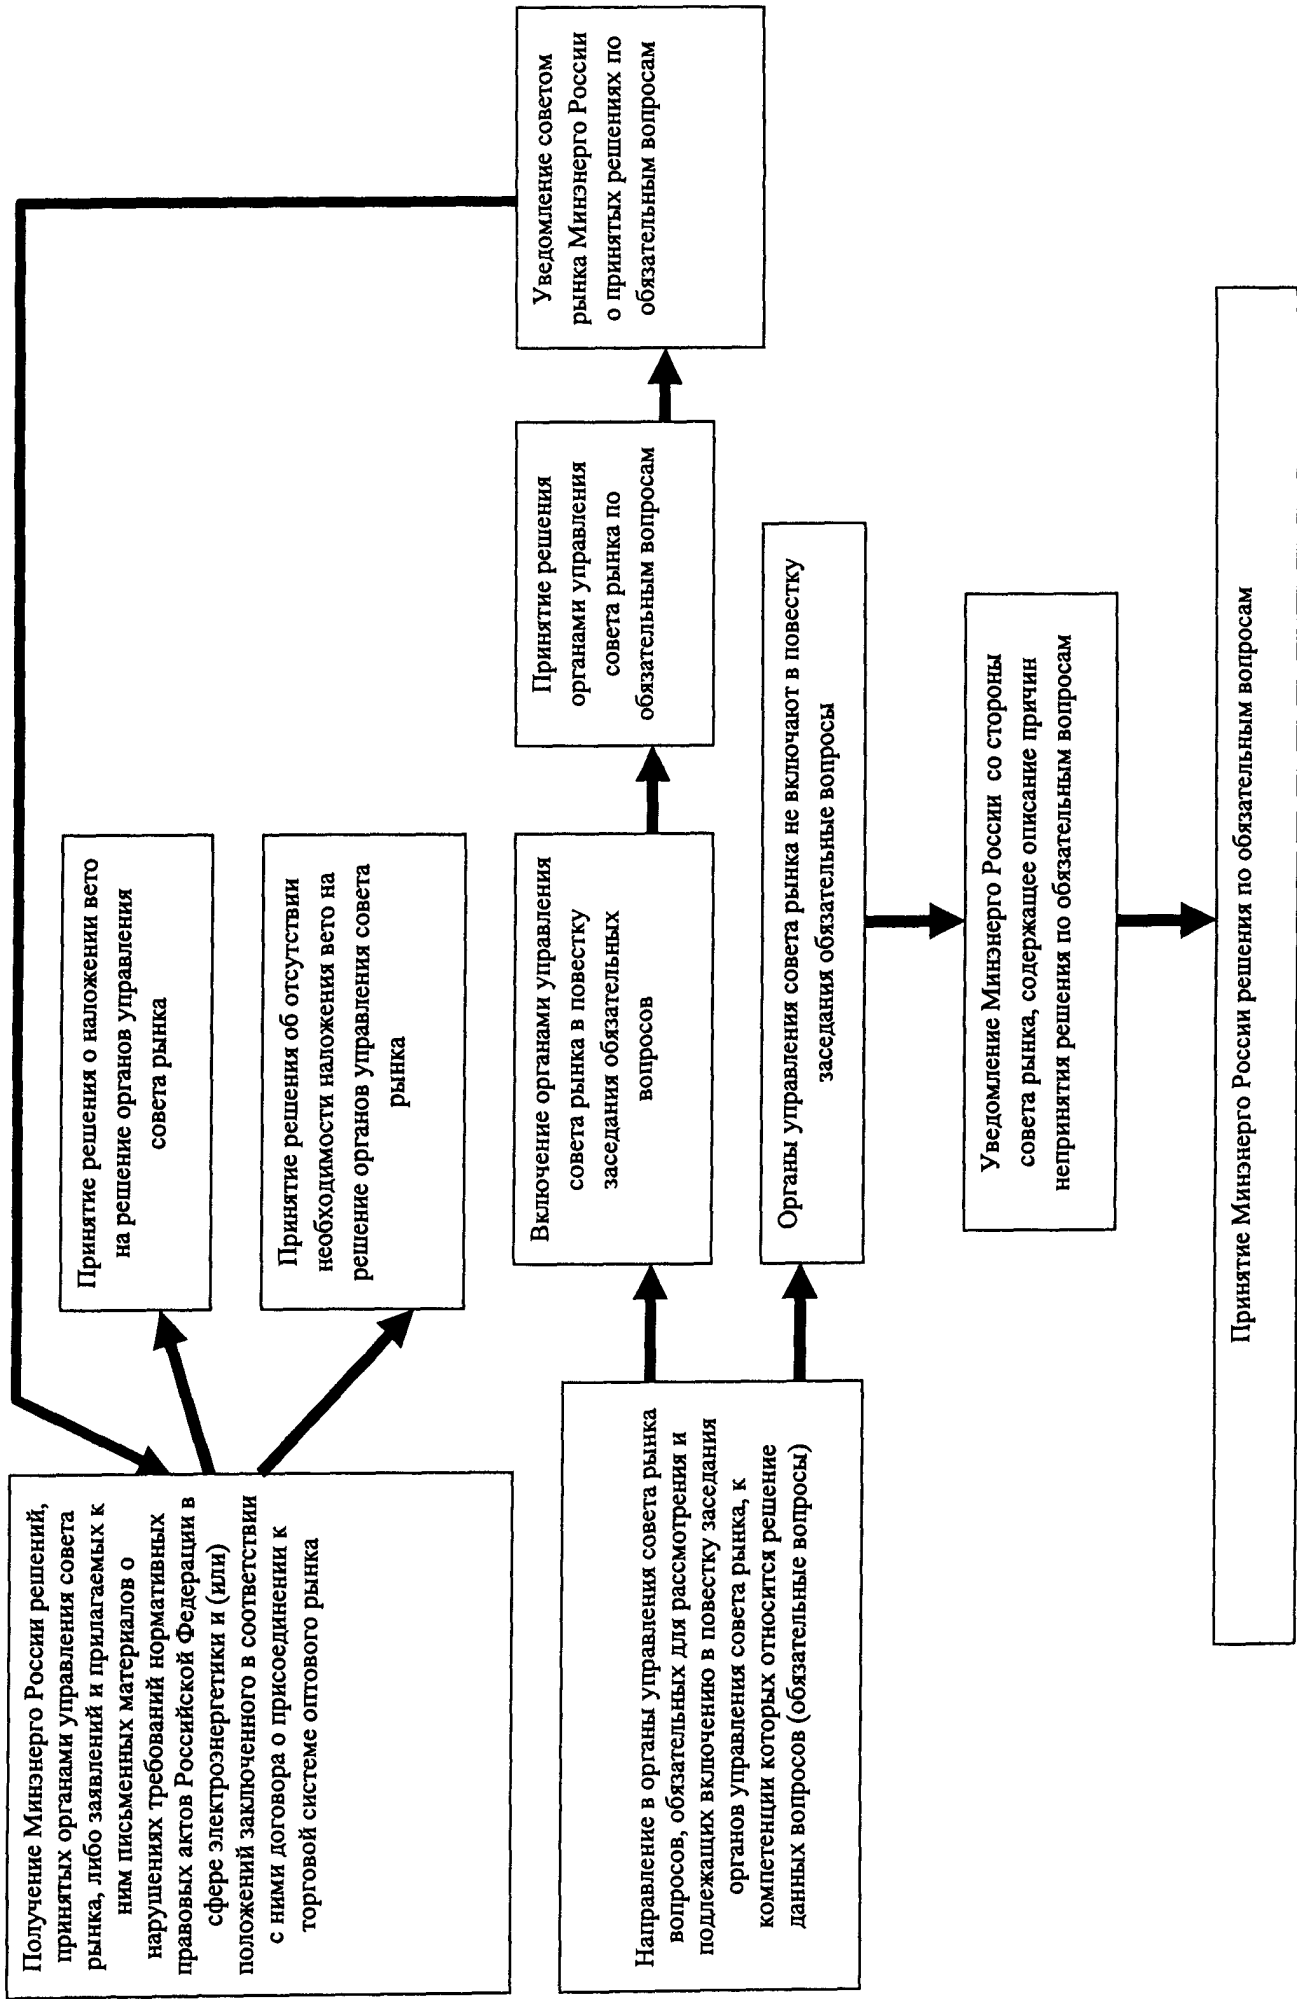 Получение Минэнерго России решений,
принятых органами управления совета
рынка, либо заявлений и прилагаемых к
ним письменных материалов о
нарушениях требований нормативных
правовых актов Российской Федерации в
сфере электроэнергетики и (или)
положений заключенного в соответствии
с ними договора о присоединении к
торговой системе оптового рынка
Принятие решения о наложении вето
на решение органов управления
совета рынка
Принятие решения об отсутствии
необходимости наложения вето на
решение органов управления совета
рынка
Направление в органы управления совета рынка
вопросов, обязательных для рассмотрения и
подлежащих включению в повестку заседания
органов управления совета рынка, к
компетенции которых относится решение
данных вопросов (обязательные вопросы)
Включение органами управления
совета рынка в повестку
заседания обязательных
вопросов
Принятие решения
органами управления
совета рынка по
обязательным вопросам
Уведомление советом
рынка Минэнерго России
о принятых решениях по
обязательным вопросам
Органы управления совета рынка не включают в повестку
заседания обязательные вопросы
Уведомление Минэнерго России со стороны
совета рынка, содержащее описание причин
непринятия решения по обязательным вопросам
Принятие Минэнерго России решения по обязательным вопросам